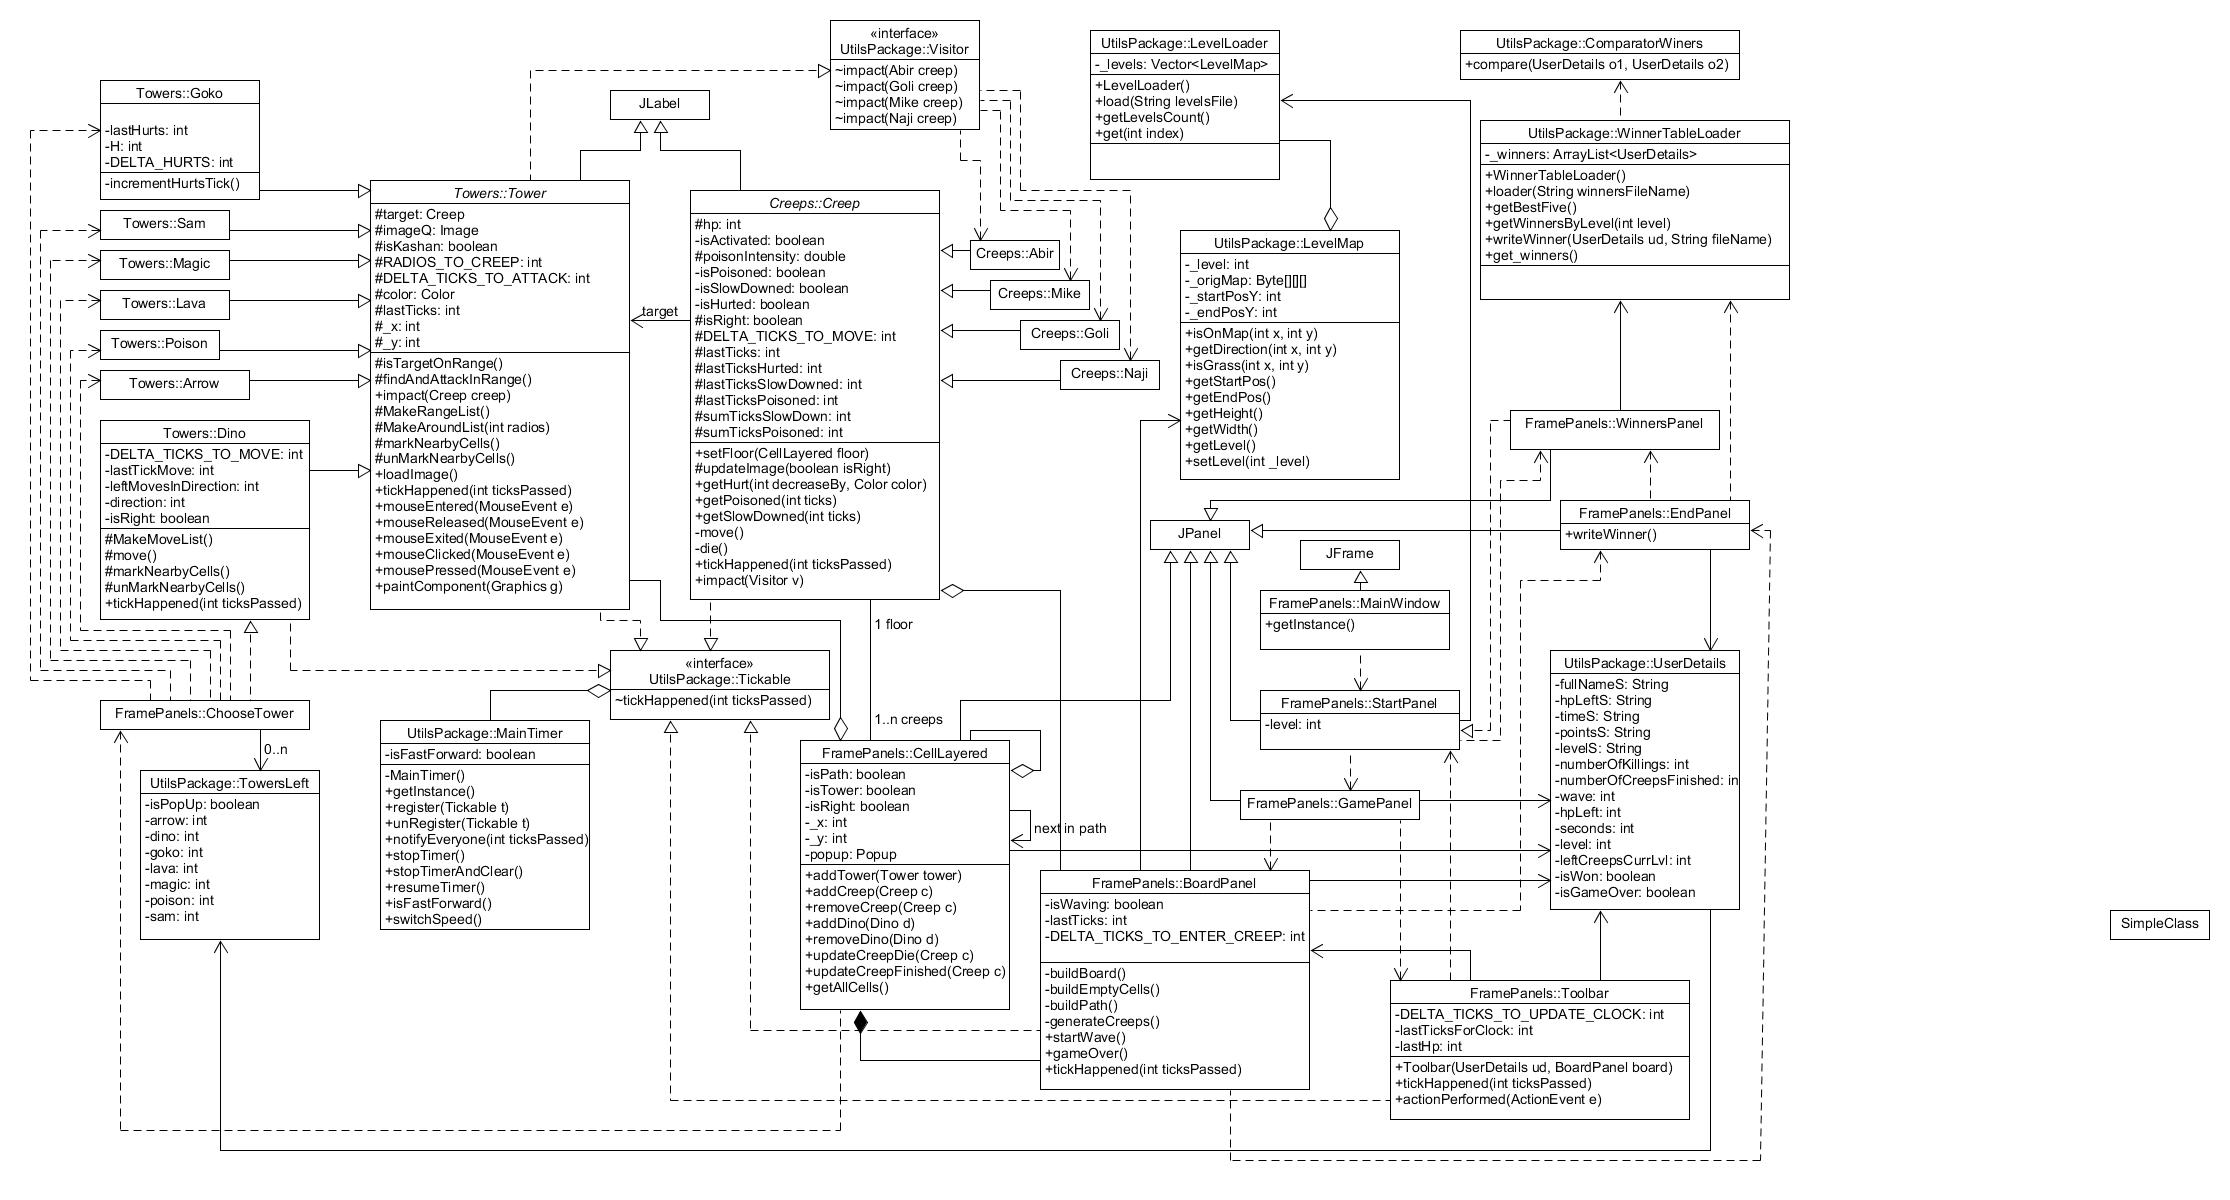 «interface»
UtilsPackage::Visitor
~impact(Abir creep)
~impact(Goli creep)
~impact(Mike creep)
~impact(Naji creep)
UtilsPackage::LevelLoader
-_levels: Vector<LevelMap>
+LevelLoader()
+load(String levelsFile)
+getLevelsCount()
+get(int index)
UtilsPackage::ComparatorWiners
+compare(UserDetails o1, UserDetails o2)
Towers::Goko
-lastHurts: int
-H: int
-DELTA_HURTS: int
-incrementHurtsTick()
JLabel
UtilsPackage::WinnerTableLoader
-_winners: ArrayList<UserDetails>
+WinnerTableLoader()
+loader(String winnersFileName)
+getBestFive()
+getWinnersByLevel(int level)
+writeWinner(UserDetails ud, String fileName)
+get_winners()
Towers::Sam
Towers::Magic
Towers::Lava
Towers::Poison
Towers::Arrow
Towers::Tower
#target: Creep
#imageQ: Image
#isKashan: boolean
#RADIOS_TO_CREEP: int
#DELTA_TICKS_TO_ATTACK: int
#color: Color
#lastTicks: int
#_x: int
#_y: int
#isTargetOnRange()
#findAndAttackInRange()
+impact(Creep creep)
#MakeRangeList()
#MakeAroundList(int radios)
#markNearbyCells()
#unMarkNearbyCells()
+loadImage()
+tickHappened(int ticksPassed)
+mouseEntered(MouseEvent e)
+mouseReleased(MouseEvent e)
+mouseExited(MouseEvent e)
+mouseClicked(MouseEvent e)
+mousePressed(MouseEvent e)
+paintComponent(Graphics g)
target
Creeps::Creep
#hp: int
-isActivated: boolean
#poisonIntensity: double
-isPoisoned: boolean
-isSlowDowned: boolean
-isHurted: boolean
#isRight: boolean
#DELTA_TICKS_TO_MOVE: int
#lastTicks: int
#lastTicksHurted: int
#lastTicksSlowDowned: int
#lastTicksPoisoned: int
#sumTicksSlowDown: int
#sumTicksPoisoned: int
+setFloor(CellLayered floor)
#updateImage(boolean isRight)
+getHurt(int decreaseBy, Color color)
+getPoisoned(int ticks)
+getSlowDowned(int ticks)
-move()
-die()
+tickHappened(int ticksPassed)
+impact(Visitor v)
Creeps::Abir
Creeps::Mike
Creeps::Goli
Creeps::Naji
UtilsPackage::LevelMap
-_level: int
-_origMap: Byte[][][]
-_startPosY: int
-_endPosY: int
+isOnMap(int x, int y)
+getDirection(int x, int y)
+isGrass(int x, int y)
+getStartPos()
+getEndPos()
+getHeight()
+getWidth()
+getLevel()
+setLevel(int _level)
Towers::Dino
-DELTA_TICKS_TO_MOVE: int
-lastTickMove: int
-leftMovesInDirection: int
-direction: int
-isRight: boolean
#MakeMoveList()
#move()
#markNearbyCells()
#unMarkNearbyCells()
+tickHappened(int ticksPassed)
FramePanels::WinnersPanel
FramePanels::EndPanel
+writeWinner()
JPanel
JFrame
FramePanels::MainWindow
+getInstance()
1 floor
«interface»
UtilsPackage::Tickable
~tickHappened(int ticksPassed)
FramePanels::ChooseTower
0..n
UtilsPackage::TowersLeft
-isPopUp: boolean
-arrow: int
-dino: int
-goko: int
-lava: int
-magic: int
-poison: int
-sam: int
UtilsPackage::MainTimer
-isFastForward: boolean
-MainTimer()
+getInstance()
+register(Tickable t)
+unRegister(Tickable t)
+notifyEveryone(int ticksPassed)
+stopTimer()
+stopTimerAndClear()
+resumeTimer()
+isFastForward()
+switchSpeed()
1..n creeps
FramePanels::CellLayered
-isPath: boolean
-isTower: boolean
-isRight: boolean
-_x: int
-_y: int
-popup: Popup
+addTower(Tower tower)
+addCreep(Creep c)
+removeCreep(Creep c)
+addDino(Dino d)
+removeDino(Dino d)
+updateCreepDie(Creep c)
+updateCreepFinished(Creep c)
+getAllCells()
next in path
FramePanels::StartPanel
-level: int
FramePanels::GamePanel
UtilsPackage::UserDetails
-fullNameS: String
-hpLeftS: String
-timeS: String
-pointsS: String
-levelS: String
-numberOfKillings: int
-numberOfCreepsFinished: in
-wave: int
-hpLeft: int
-seconds: int
-level: int
-leftCreepsCurrLvl: int
-isWon: boolean
-isGameOver: boolean
FramePanels::BoardPanel
-isWaving: boolean
-lastTicks: int
-DELTA_TICKS_TO_ENTER_CREEP: int
-buildBoard()
-buildEmptyCells()
-buildPath()
-generateCreeps()
+startWave()
+gameOver()
+tickHappened(int ticksPassed)
FramePanels::Toolbar
-DELTA_TICKS_TO_UPDATE_CLOCK: int
-lastTicksForClock: int
-lastHp: int
+Toolbar(UserDetails ud, BoardPanel board)
+tickHappened(int ticksPassed)
+actionPerformed(ActionEvent e)
SimpleClass